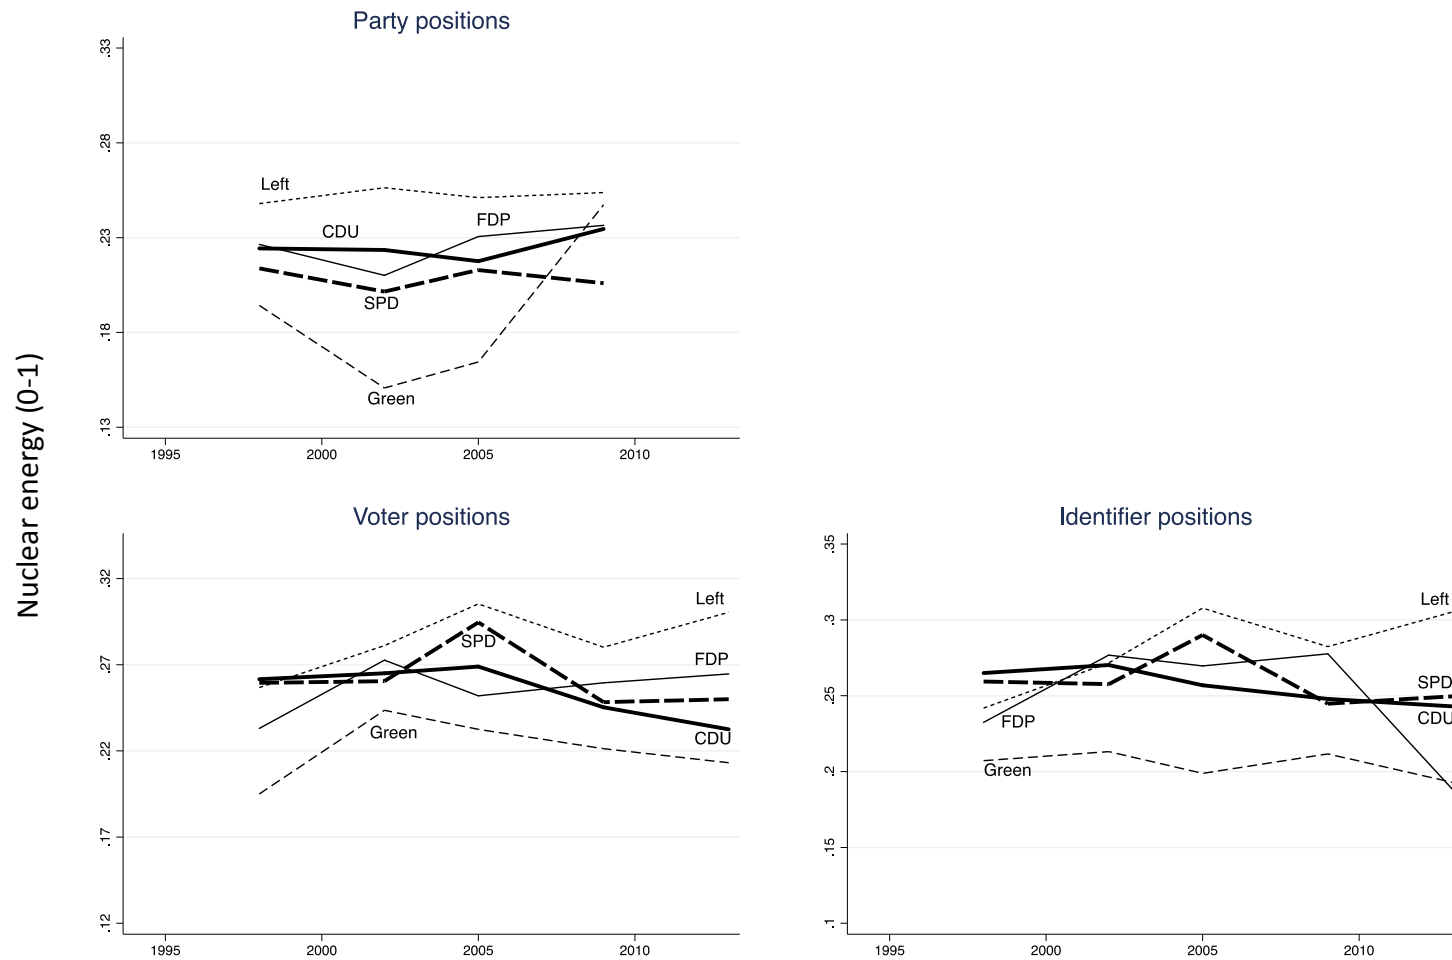 Party positions
.33
.28
.23
.18
.13
Left
CDU
FDP
SPD
Green
1995 2000 2005 2010
Nuclear energy (0-1)
Voter positions
.32
.27
.22
.17
.12
Left
SPD
FDP
Green
CDU
1995 2000 2005 2010
Identifier positions
.35
.3
.25
.2
.15
.1
Left
SPD
FDP
CDU
Green
1995 2000 2005 2010